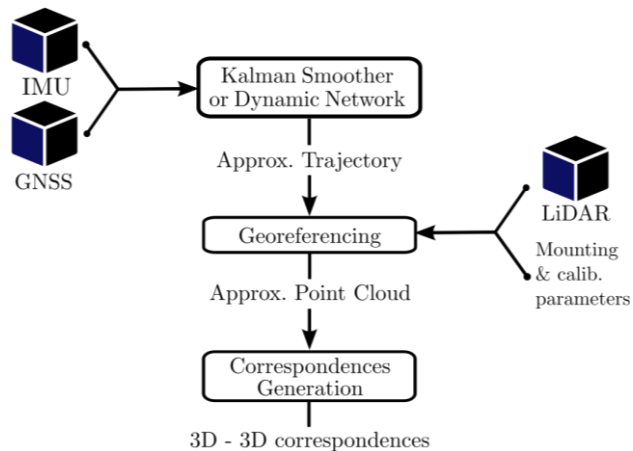 IMU
GNSS
Kalman Smoother
or Dynamic Network
Approx. Trajectory
LiDAR
Mounting
& calib.
parameters
Georeferencing
Approx. Point Cloud
Correspondences
Generation
3D - 3D correspondences